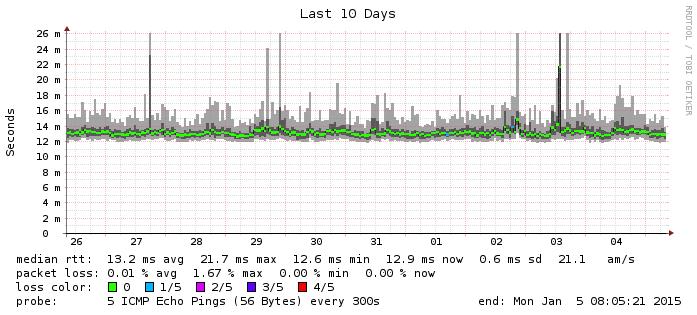 Last 10 Days
RRDTOOL / TOBI OETIKER
Seconds
26 m
24 m
22 m
20 m
18 m
16 m
14 m
12 m
10 m
8 m
6 m
4 m
2 m
0
26 27 28 29 30 31 01 02 03 04
median rtt: 13.2 ms avg 21.7 ms max 12.6 ms min 12.9 ms now 0.6 ms sd 21.1 am/s
packet loss: 0.01 % avg 1.67 % max 0.00 % min 0.00 % now
loss color: 0 1/5 2/5 3/5 4/5
probe: 5 ICMP Echo Pings (56 Bytes) every 300s end: Mon Jan 5 08:05:21 2015